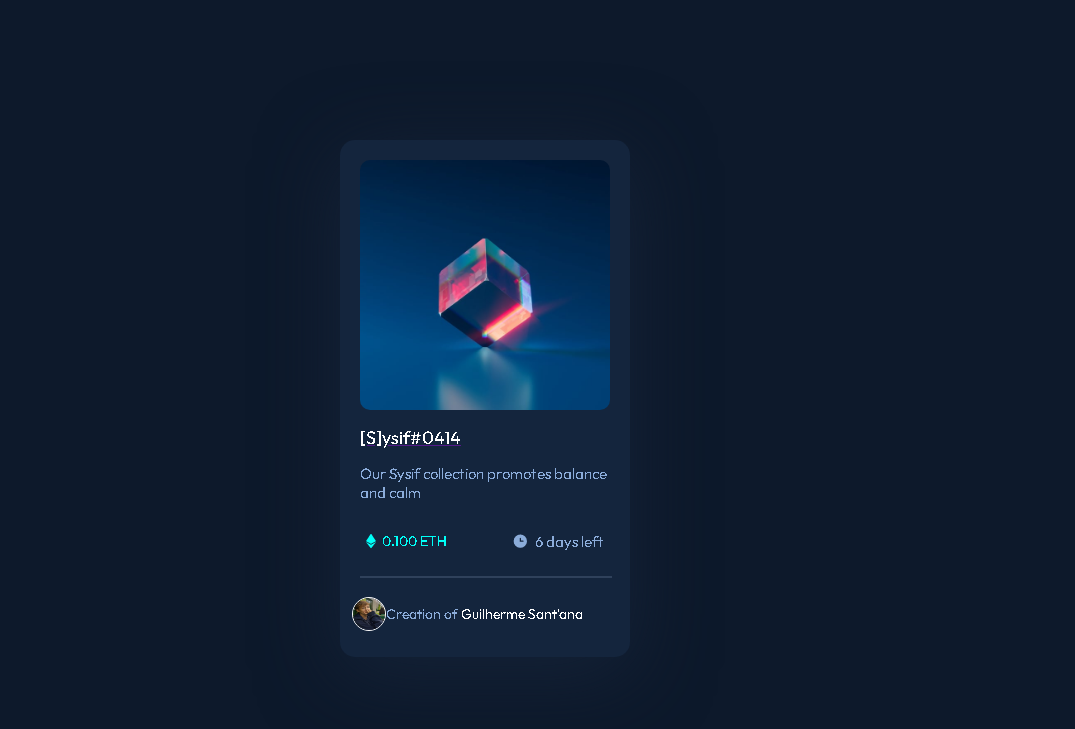 [S]ysif#0414
Our Sysif collection promotes balance
and calm
0.100 ETH
6 days left
Creation of Guilherme Sant'ana